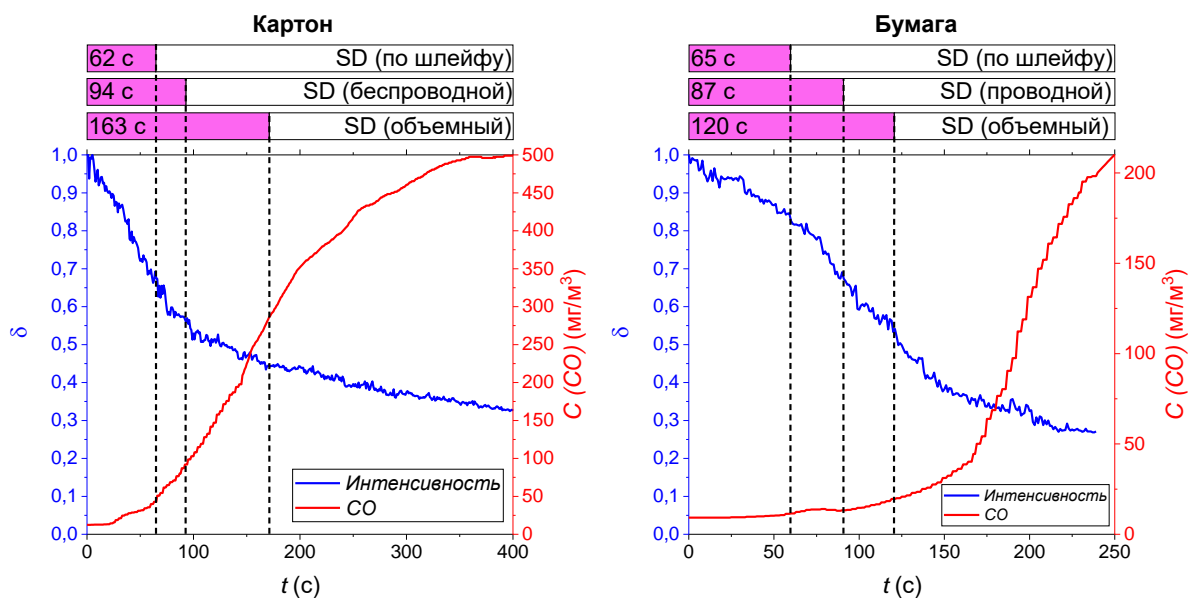 Картон
62 с SD (по шлейфу)
94 с SD (беспроводной)
163 с SD (объемный)
1,0
0,9
0,8
0,7
0,6
0,5
0,4
0,3
0,2
0,1
0,0
δ
500
450
400
350
300
250
200
150
100
50
0
C (CO) (мг/м³)
Интенсивность
CO
0 100 200 300 400
t (с)
Бумага
65 с SD (по шлейфу)
87 с SD (проводной)
120 с SD (объемный)
1,0
0,9
0,8
0,7
0,6
0,5
0,4
0,3
0,2
0,1
0,0
δ
200
150
100
50
0
C (CO) (мг/м³)
Интенсивность
CO
0 50 100 150 200 250
t (с)